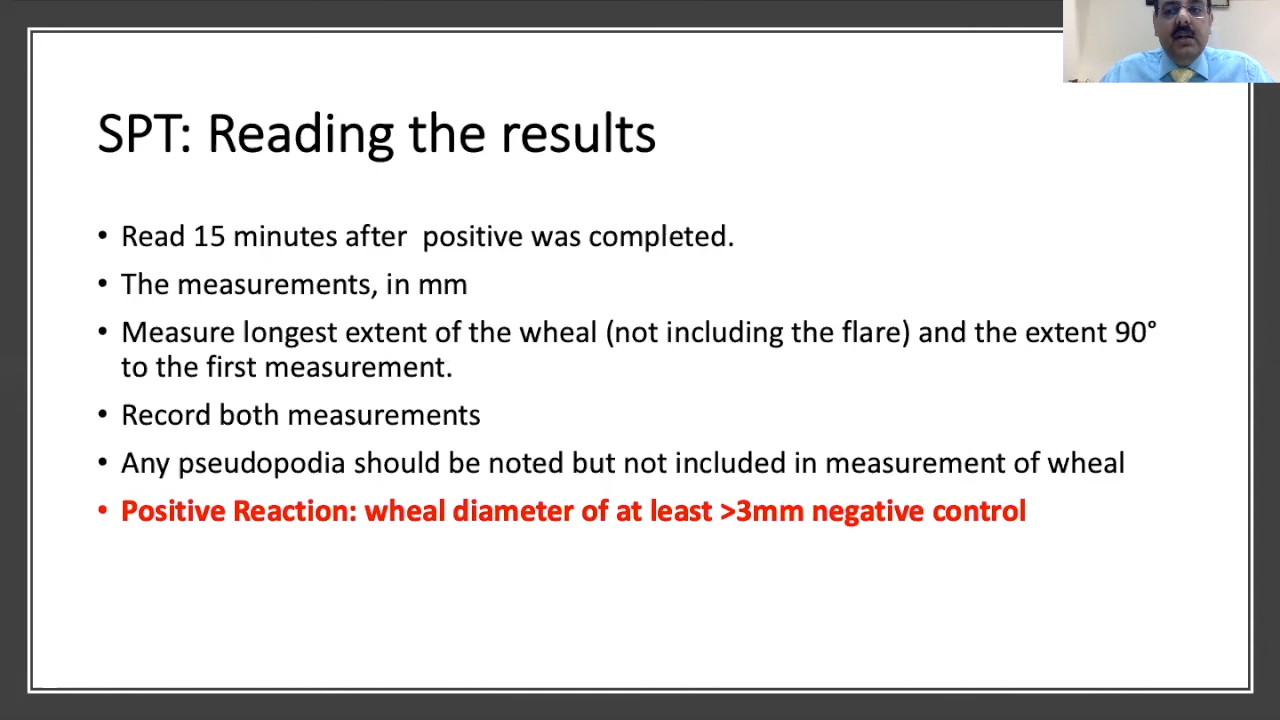 SPT: Reading the results
• Read 15 minutes after  positive was completed.
• The measurements, in mm
• Measure longest extent of the wheal (not including the flare) and the extent 90°
to the first measurement.
• Record both measurements
• Any pseudopodia should be noted but not included in measurement of wheal
• Positive Reaction: wheal diameter of at least >3mm negative control